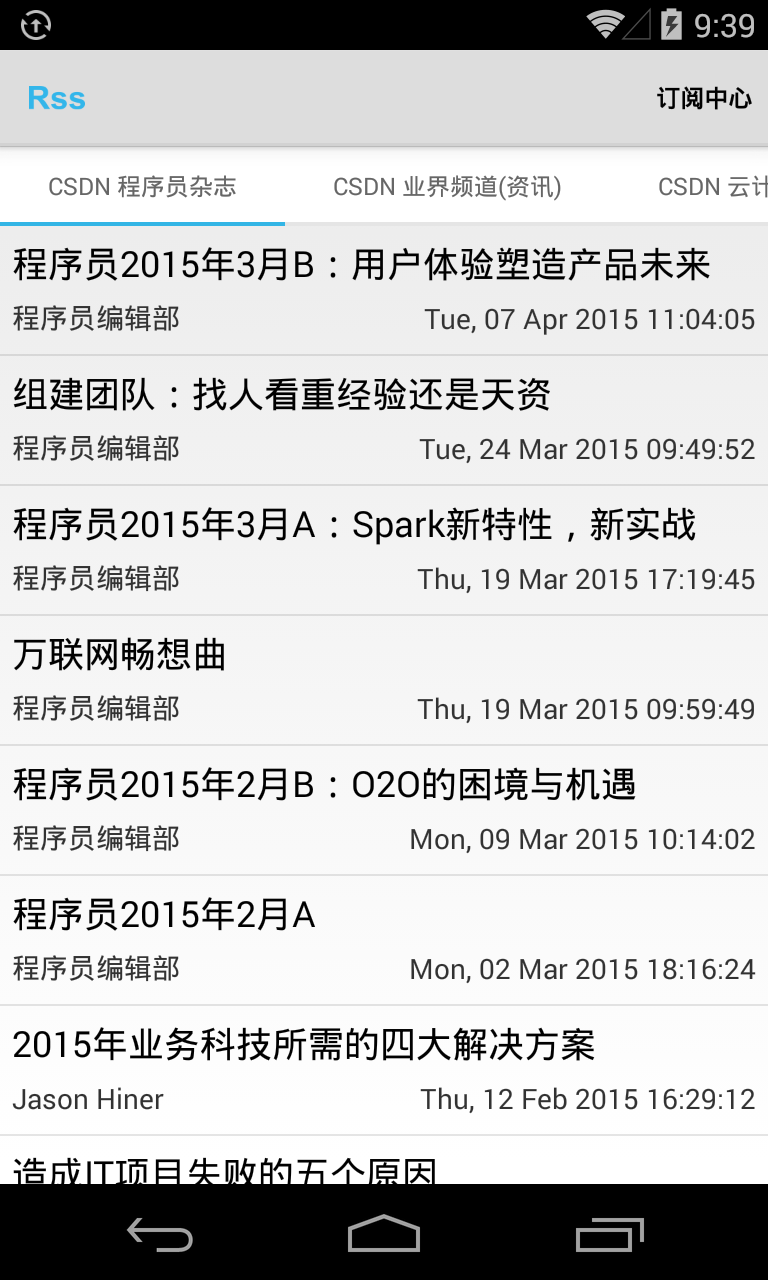 9:39
Rss 订阅中心
CSDN 程序员杂志 CSDN 业界频道(资讯) CSDN 云计
程序员2015年3月B：用户体验塑造产品未来
程序员编辑部 Tue, 07 Apr 2015 11:04:05
组建团队：找人看重经验还是天资
程序员编辑部 Tue, 24 Mar 2015 09:49:52
程序员2015年3月A：Spark新特性，新实战
程序员编辑部 Thu, 19 Mar 2015 17:19:45
万联网畅想曲
程序员编辑部 Thu, 19 Mar 2015 09:59:49
程序员2015年2月B：O2O的困境与机遇
程序员编辑部 Mon, 09 Mar 2015 10:14:02
程序员2015年2月A
程序员编辑部 Mon, 02 Mar 2015 18:16:24
2015年业务科技所需的四大解决方案
Jason Hiner Thu, 12 Feb 2015 16:29:12
造成IT项目失败的五个原因